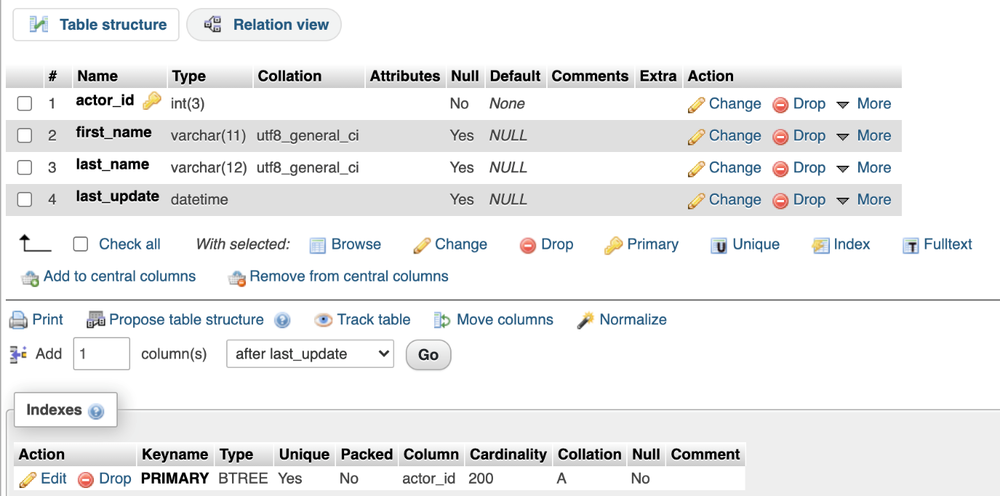 Table structure Relation view
# Name Type Collation Attributes Null Default Comments Extra Action
1 actor_id int(3) No None Change Drop More
2 first_name varchar(11) utf8_general_ci Yes NULL Change Drop More
3 last_name varchar(12) utf8_general_ci Yes NULL Change Drop More
4 last_update datetime Yes NULL Change Drop More
Check all With selected: Browse Change Drop Primary U Unique Index T Fulltext
Add to central columns Remove from central columns
Print Propose table structure ? Track table Move columns Normalize
Add 1 column(s) after last_update Go
Indexes ?
Action Keyname Type Unique Packed Column Cardinality Collation Null Comment
Edit Drop PRIMARY BTREE Yes No actor_id 200 A No